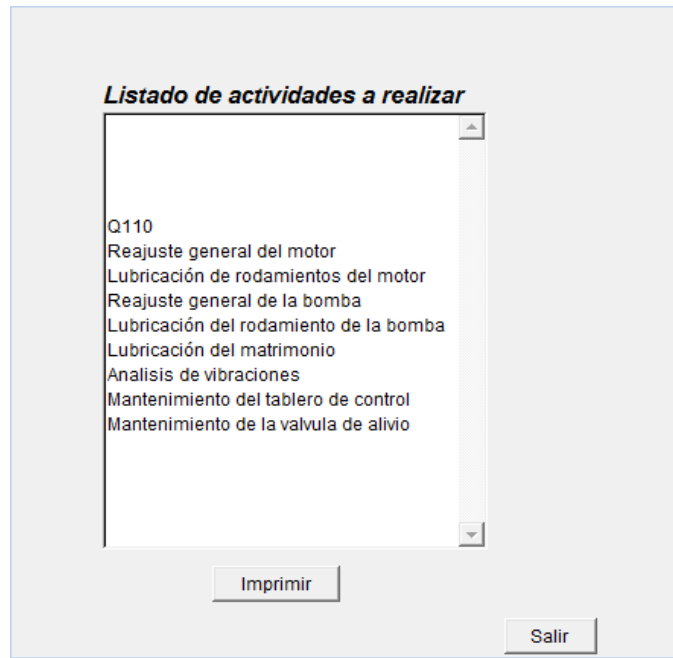 Listado de actividades a realizar
Q110
Reajuste general del motor
Lubricación de rodamientos del motor
Reajuste general de la bomba
Lubricación del rodamiento de la bomba
Lubricación del matrimonio
Analisis de vibraciones
Mantenimiento del tablero de control
Mantenimiento de la valvula de alivio
Imprimir
Salir